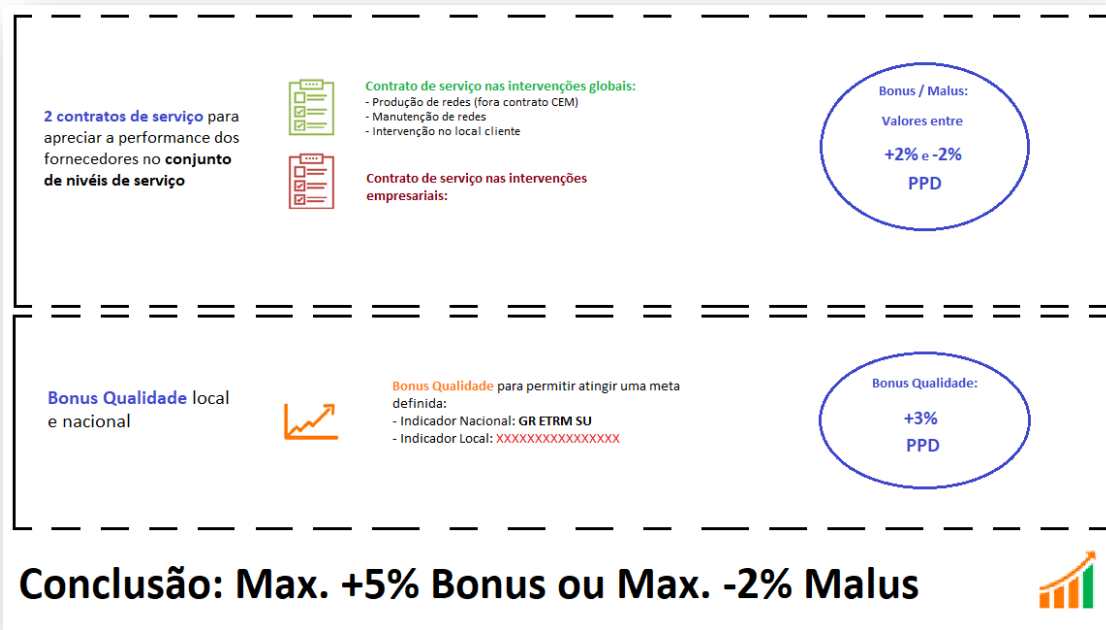 2 contratos de serviço para
apreciar a performance dos
fornecedores no conjunto
de nivéis de serviço
Contrato de serviço nas intervenções globais:
- Produção de redes (fora contrato CEM)
- Manutenção de redes
- Intervenção no local cliente
Contrato de serviço nas intervenções
empresariais:
Bonus / Malus:
Valores entre
+2% e -2%
PPD
Bonus Qualidade local
e nacional
Bonus Qualidade para permitir atingir uma meta
definida:
- Indicador Nacional: GR ETRM SU
- Indicador Local: XXXXXXXXXXXXXXXX
Bonus Qualidade:
+3%
PPD
Conclusão: Max. +5% Bonus ou Max. -2% Malus